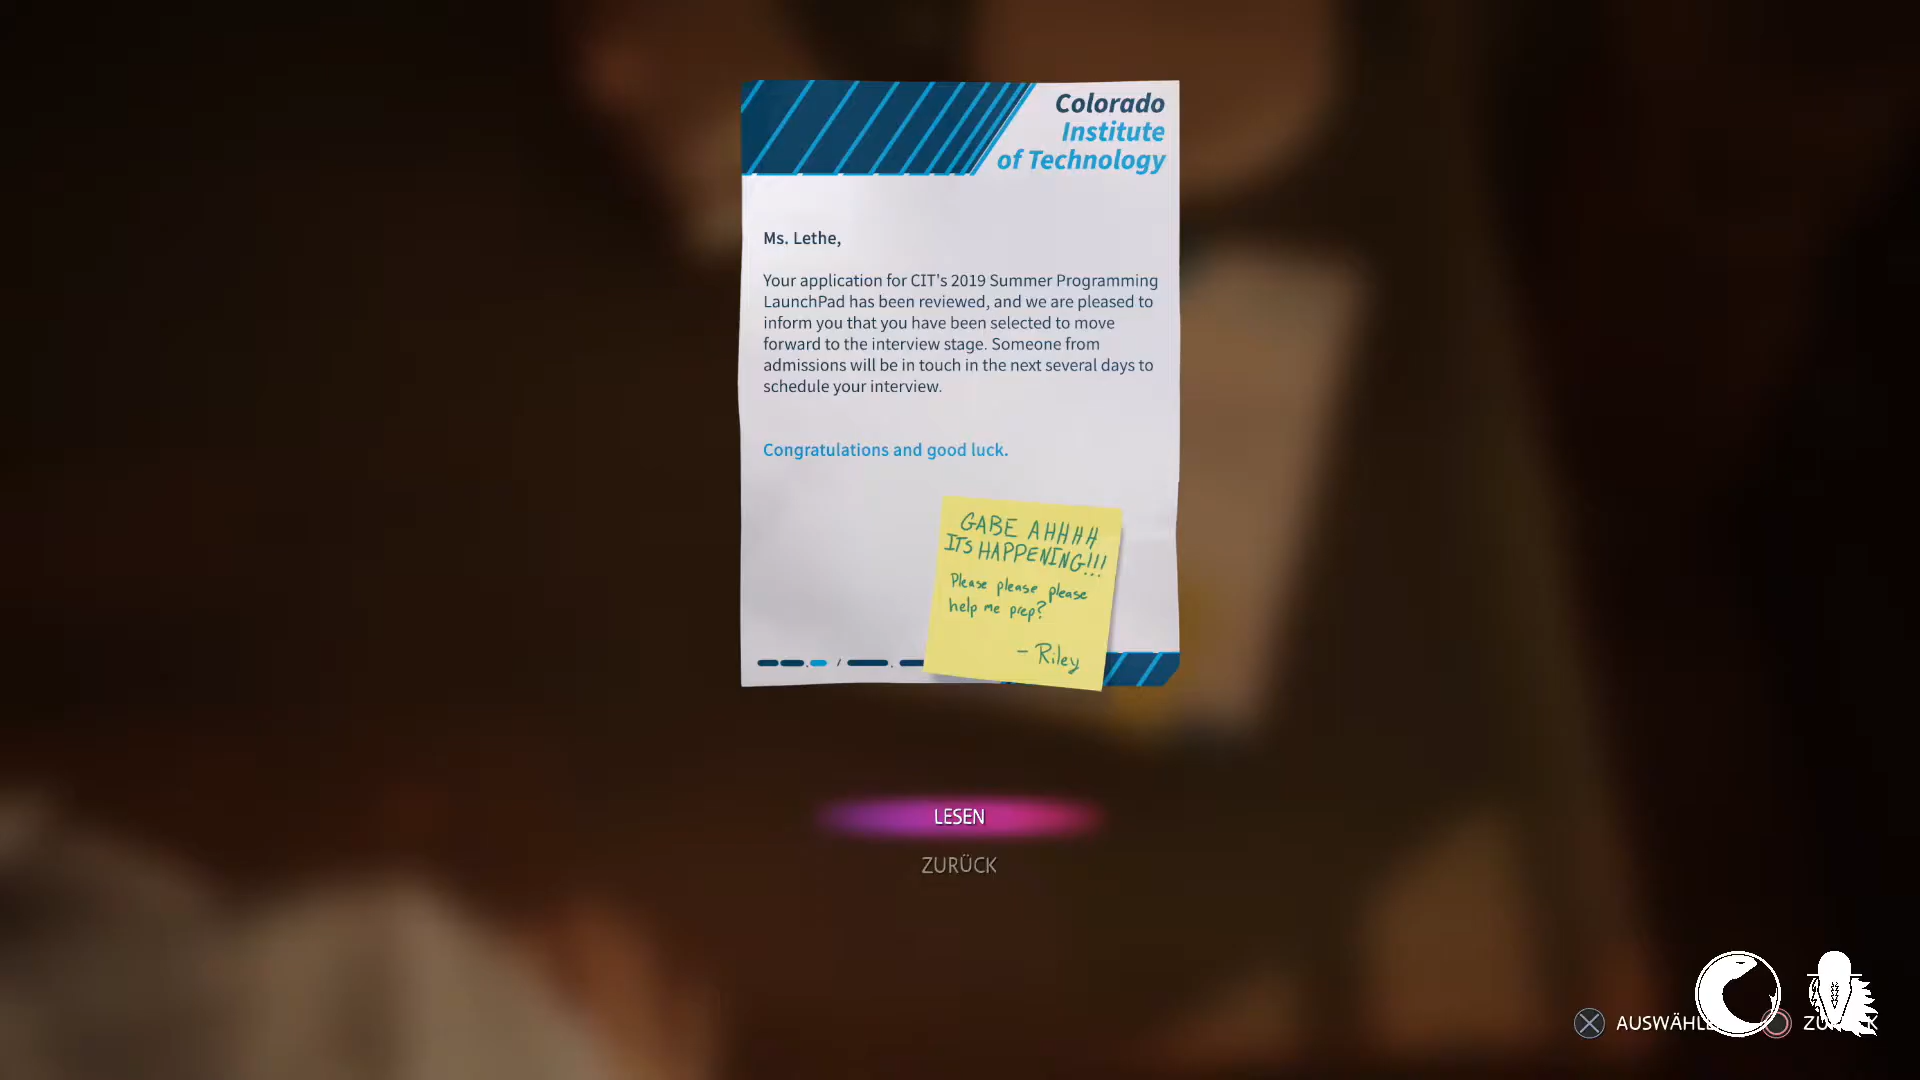 Colorado
Institute
of Technology
Ms. Lethe,
Your application for CIT's 2019 Summer Programming
LaunchPad has been reviewed, and we are pleased to
inform you that you have been selected to move
forward to the interview stage. Someone from
admissions will be in touch in the next several days to
schedule your interview.
Congratulations and good luck.
GABE AHHHH
ITS HAPPENING!!!
Please please please
help me prep?
- Riley
LESEN
ZURÜCK